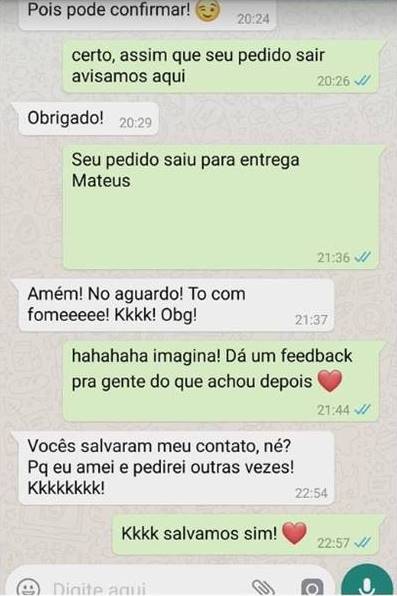 Pois pode confirmar! 😉 20:24
certo, assim que seu pedido sair
avisamos aqui 20:26
Obrigado! 20:29
Seu pedido saiu para entrega
Mateus
21:36
Amém! No aguardo! To com
fomeeeee! Kkkk! Obg! 21:37
hahahaha imagina! Dá um feedback
pra gente do que achou depois ❤️
21:44
Vocês salvaram meu contato, né?
Pq eu amei e pedirei outras vezes!
Kkkkkkkk! 22:54
Kkkk salvamos sim! ❤️ 22:57
Digite aqui